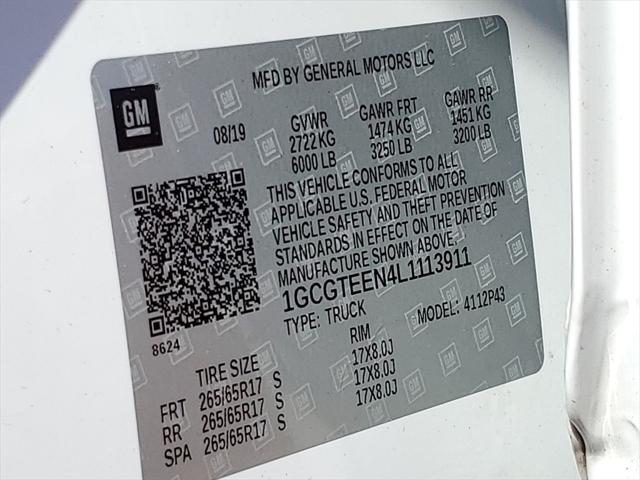 MFD BY GENERAL MOTORS LLC
GM
08/19
GVWR GAWR FRT GAWR RR
2722 KG 1474 KG 1451 KG
6000 LB 3250 LB 3200 LB
THIS VEHICLE CONFORMS TO ALL
APPLICABLE U.S. FEDERAL MOTOR
VEHICLE SAFETY AND THEFT PREVENTION
STANDARDS IN EFFECT ON THE DATE OF
MANUFACTURE SHOWN ABOVE.
1GCGTEEN4L1113911
TYPE: TRUCK MODEL: 4112P43
8624
TIRE SIZE RIM
FRT 265/65R17 S 17X8.0J
RR 265/65R17 S 17X8.0J
SPA 265/65R17 S 17X8.0J